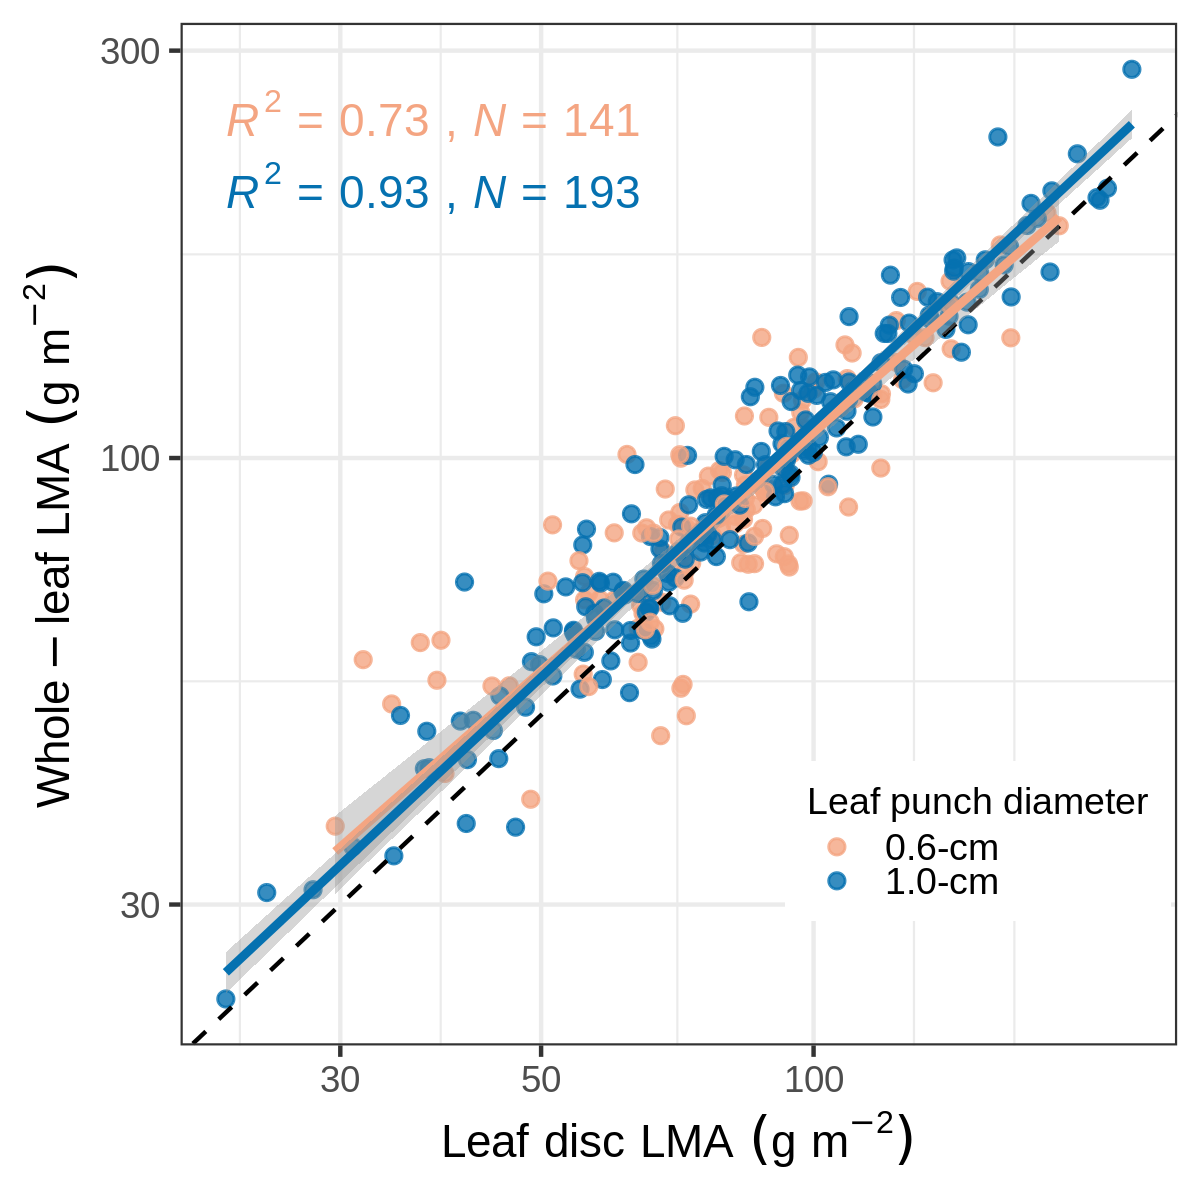 300
R² = 0.73 , N = 141
R² = 0.93 , N = 193
Whole − leaf LMA (g m⁻²)
100
Leaf punch diameter
0.6-cm
1.0-cm
30
30 50 100
Leaf disc LMA (g m⁻²)